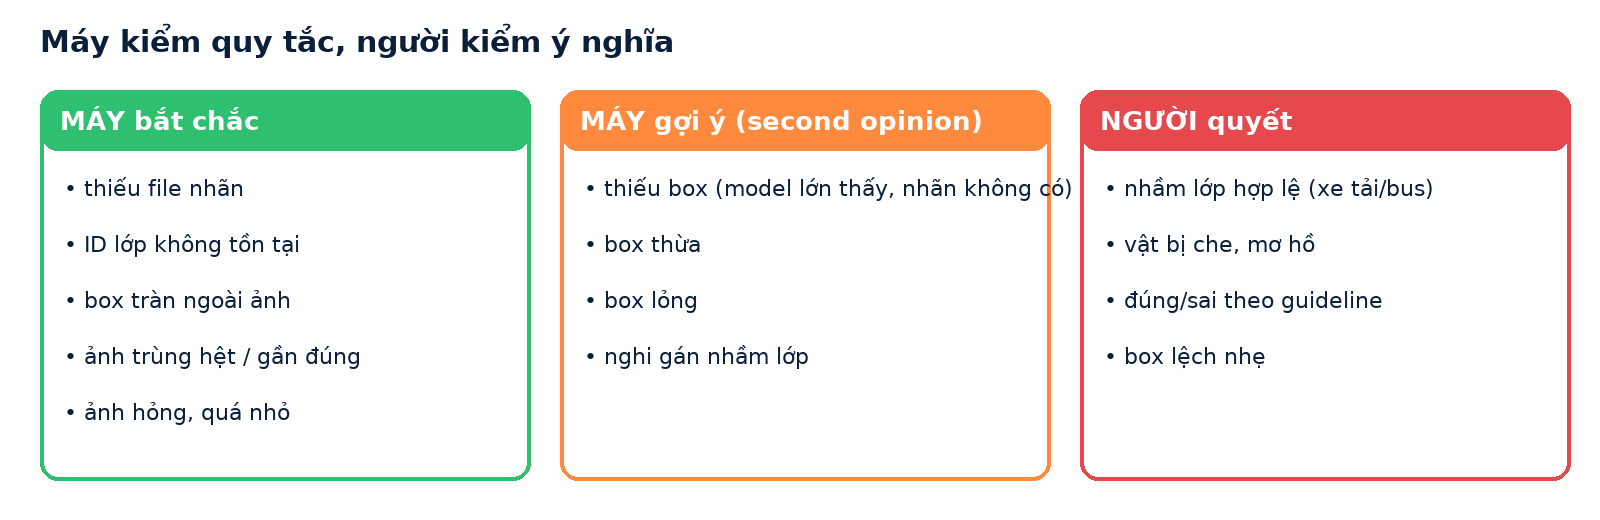 Máy kiểm quy tắc, người kiểm ý nghĩa
MÁY bắt chắc
• thiếu file nhãn
• ID lớp không tồn tại
• box tràn ngoài ảnh
• ảnh trùng hệt / gần đúng
• ảnh hỏng, quá nhỏ
MÁY gợi ý (second opinion)
• thiếu box (model lớn thấy, nhãn không có)
• box thừa
• box lỏng
• nghi gán nhầm lớp
NGƯỜI quyết
• nhầm lớp hợp lệ (xe tải/bus)
• vật bị che, mơ hồ
• đúng/sai theo guideline
• box lệch nhẹ